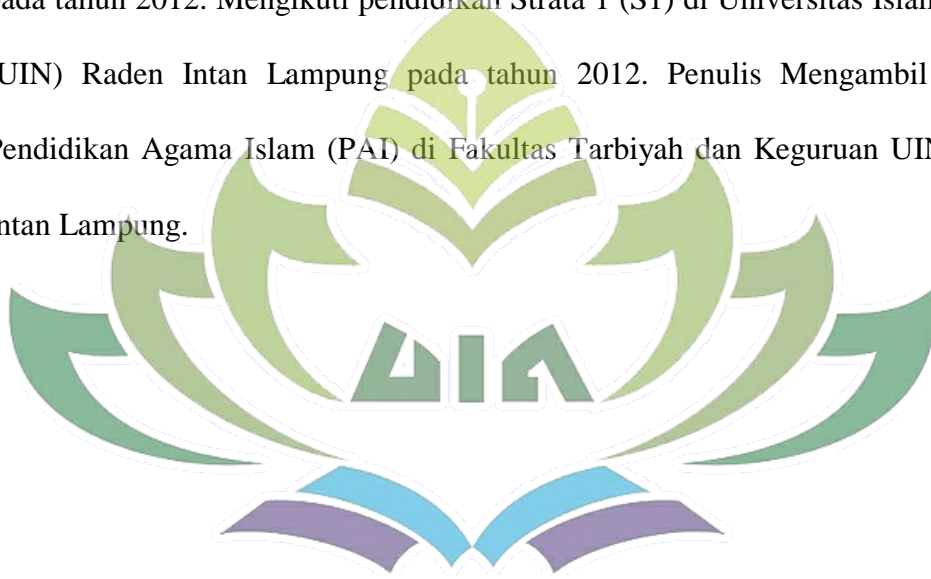 pada tahun 2012. Mengikuti pendidikan Strata 1 (S1) di Universitas Islam
UIN) Raden Intan Lampung pada tahun 2012. Penulis Mengambil
Pendidikan Agama Islam (PAI) di Fakultas Tarbiyah dan Keguruan UIN
ntan Lampung.
UIN